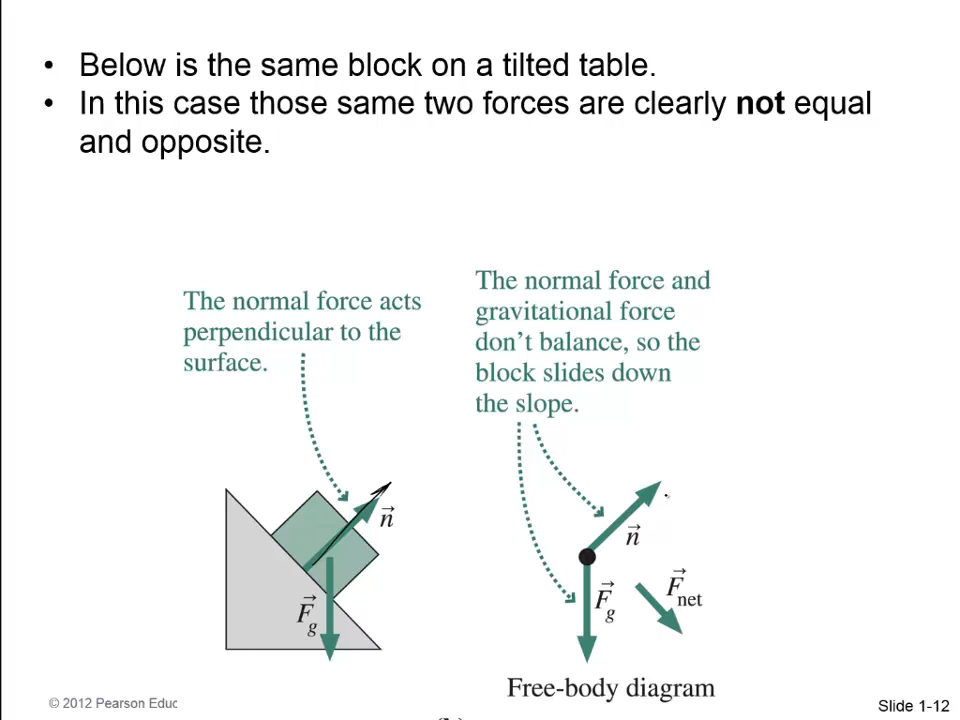 • Below is the same block on a tilted table.
• In this case those same two forces are clearly not equal
and opposite.
The normal force acts
perpendicular to the
surface.
The normal force and
gravitational force
don't balance, so the
block slides down
the slope.
n
F g
n
F g
F net
Free-body diagram
© 2012 Pearson Educ
Slide 1-12